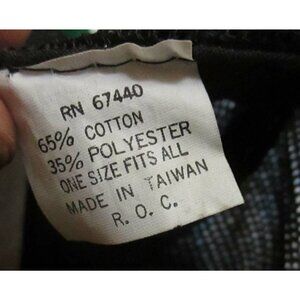 RN 67440
65% COTTON
35% POLYESTER
ONE SIZE FITS ALL
MADE IN TAIWAN
R. O. C.